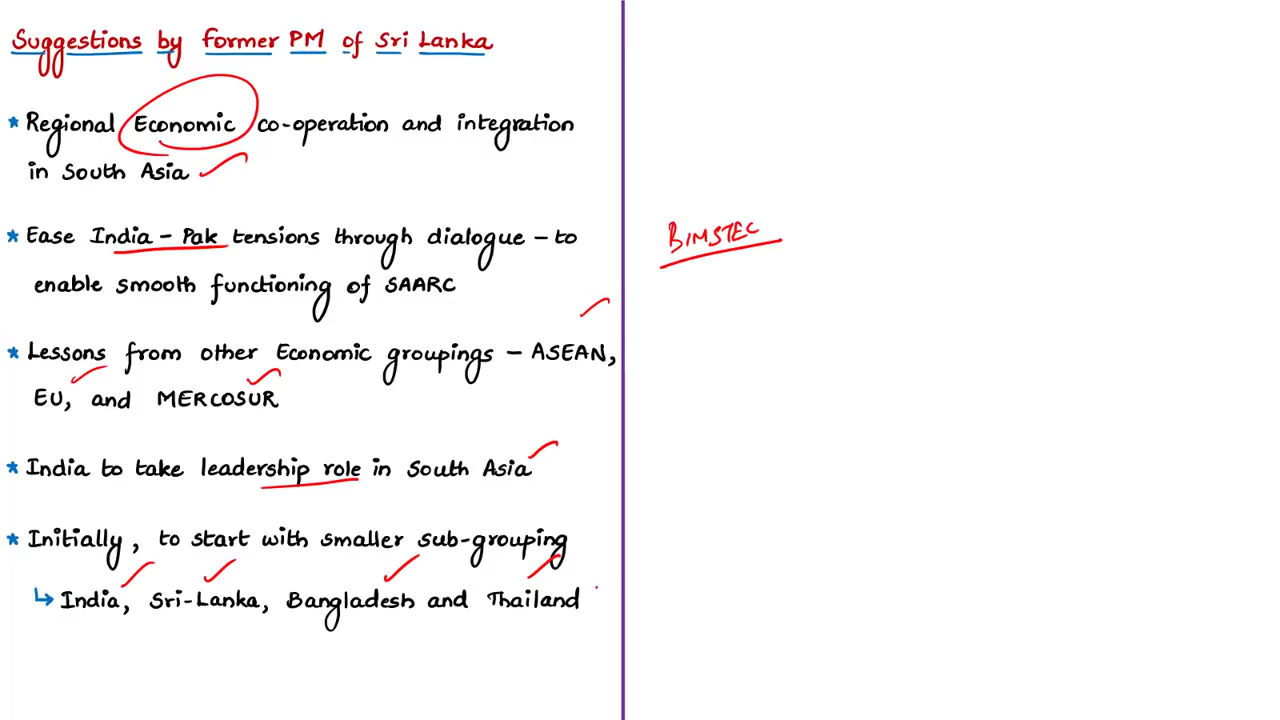 Suggestions by former PM of Sri Lanka
* Regional Economic co-operation and integration
in South Asia
* Ease India - Pak tensions through dialogue - to
enable smooth functioning of SAARC
* Lessons from other Economic groupings - ASEAN,
EU, and MERCOSUR
* India to take leadership role in South Asia
* Initially, to start with smaller sub-grouping
↳ India, Sri-Lanka, Bangladesh and Thailand
BIMSTEC